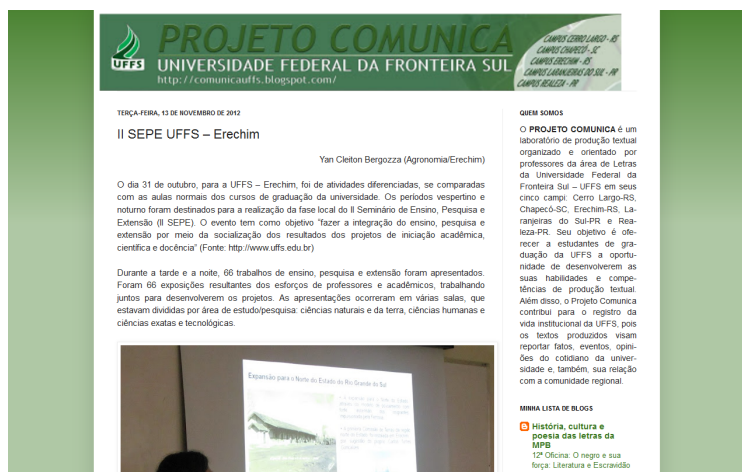 PROJETO COMUNICA
UFFS
UNIVERSIDADE FEDERAL DA FRONTEIRA SUL
http://comunicauffs.blogspot.com/
CAMPUS CERRO LARGO - RS
CAMPUS CHAPECÓ - SC
CAMPUS ERECHIM - RS
CAMPUS LARANJEIRAS DO SUL - PR
CAMPUS REALEZA - PR
TERÇA-FEIRA, 13 DE NOVEMBRO DE 2012
II SEPE UFFS – Erechim
Yan Cleiton Bergozza (Agronomia/Erechim)
O dia 31 de outubro, para a UFFS – Erechim, foi de atividades diferenciadas, se comparadas
com as aulas normais dos cursos de graduação da universidade. Os períodos vespertino e
noturno foram destinados para a realização da fase local do II Seminário de Ensino, Pesquisa e
Extensão (II SEPE). O evento tem como objetivo “fazer a integração do ensino, pesquisa e
extensão por meio da socialização dos resultados dos projetos de iniciação acadêmica,
científica e docência” (Fonte: http://www.uffs.edu.br)
Durante a tarde e a noite, 66 trabalhos de ensino, pesquisa e extensão foram apresentados.
Foram 66 exposições resultantes dos esforços de professores e acadêmicos, trabalhando
juntos para desenvolverem os projetos. As apresentações ocorreram em várias salas, que
estavam divididas por área de estudo/pesquisa: ciências naturais e da terra, ciências humanas e
ciências exatas e tecnológicas.
Expansão para o Norte do Estado do Rio Grande do Sul
QUEM SOMOS
O PROJETO COMUNICA é um
laboratório de produção textual
organizado e orientado por
professores da área de Letras
da Universidade Federal da
Fronteira Sul – UFFS em seus
cinco campi: Cerro Largo-RS,
Chapecó-SC, Erechim-RS, La-
ranjeiras do Sul-PR e Rea-
leza-PR. Seu objetivo é ofe-
recer a estudantes de gra-
duação da UFFS a oportu-
nidade de desenvolverem as
suas habilidades e compe-
tências de produção textual.
Além disso, o Projeto Comunica
contribui para o registro da
vida institucional da UFFS, pois
os textos produzidos visam
reportar fatos, eventos, opini-
ões do cotidiano da univer-
sidade e, também, sua relação
com a comunidade regional.
MINHA LISTA DE BLOGS
História, cultura e
poesia das letras da
MPB
12ª Oficina: O negro e sua
força: Literatura e Escravidão